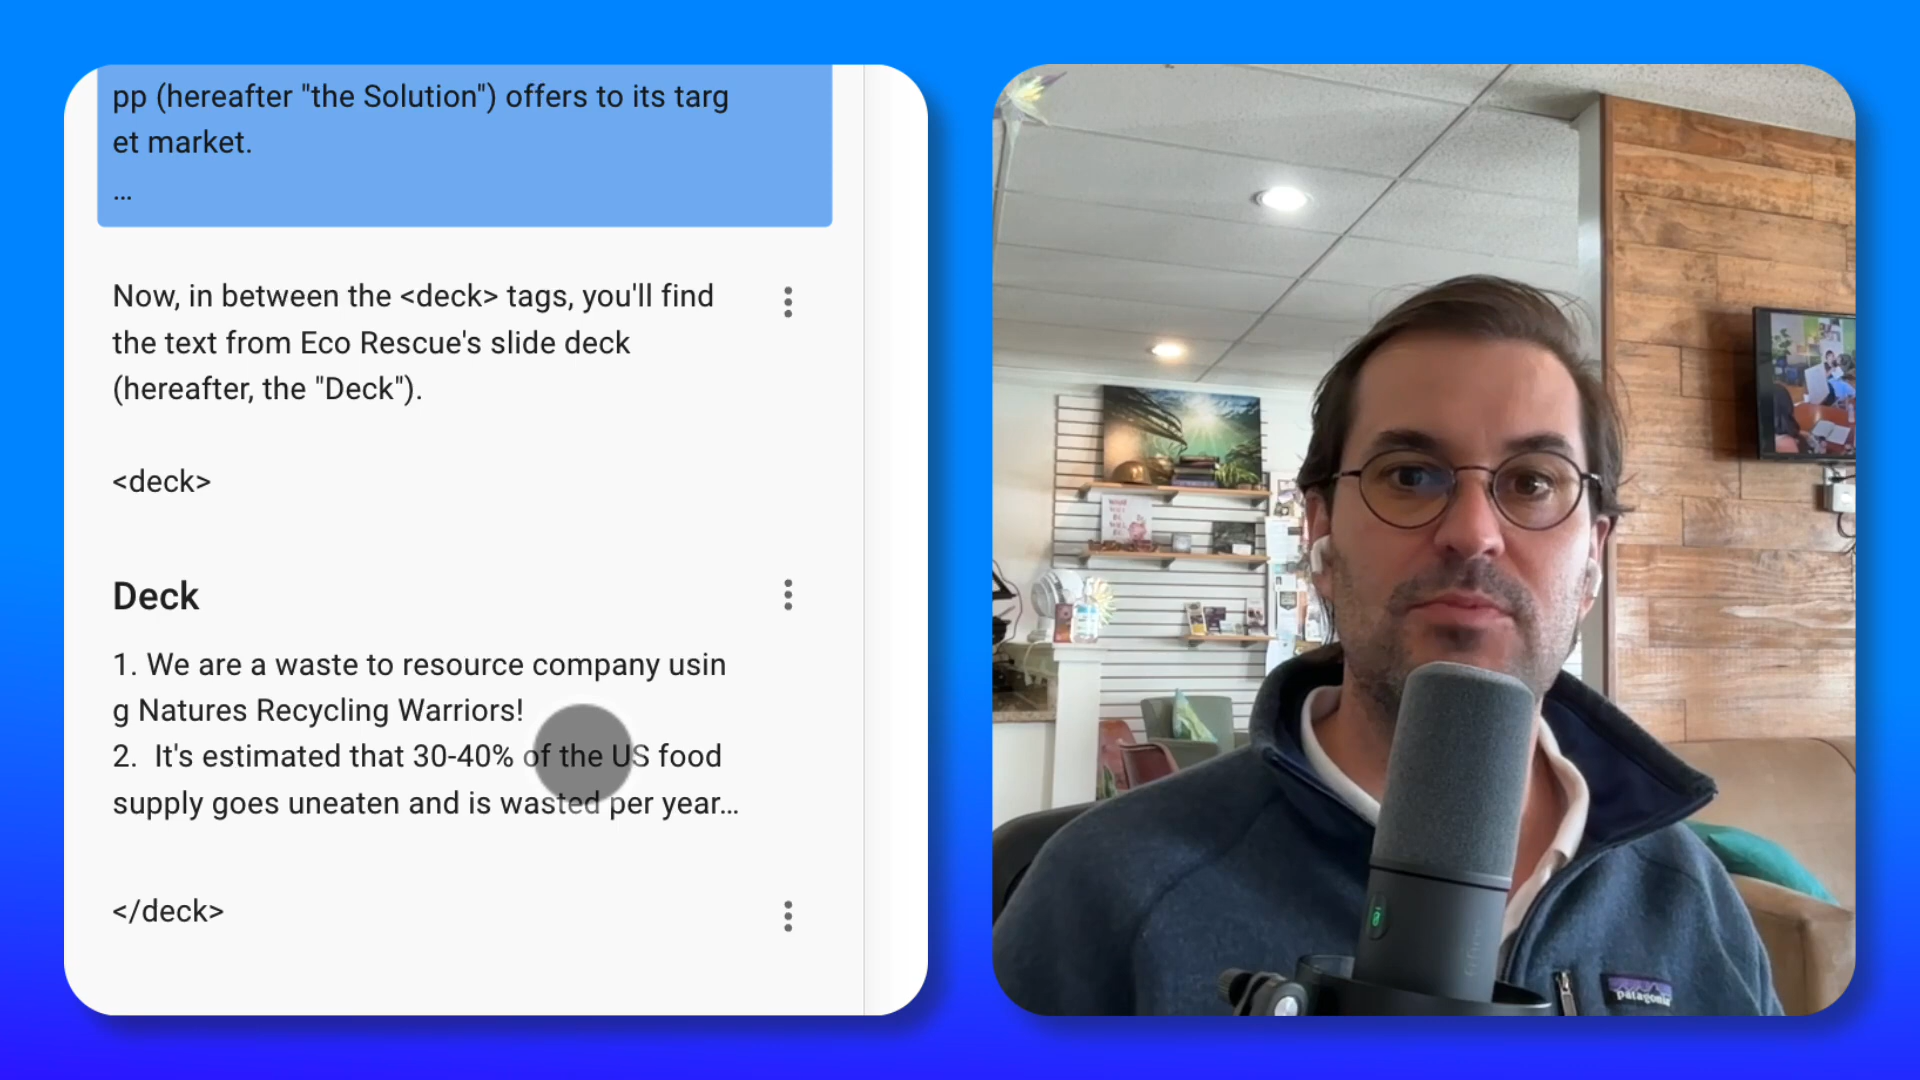 pp (hereafter "the Solution") offers to its targ
et market.
...
Now, in between the <deck> tags, you'll find
the text from Eco Rescue's slide deck
(hereafter, the "Deck").
<deck>
Deck
1. We are a waste to resource company usin
g Natures Recycling Warriors!
2.  It's estimated that 30-40% of the US food
supply goes uneaten and is wasted per year...
</deck>
patagonia